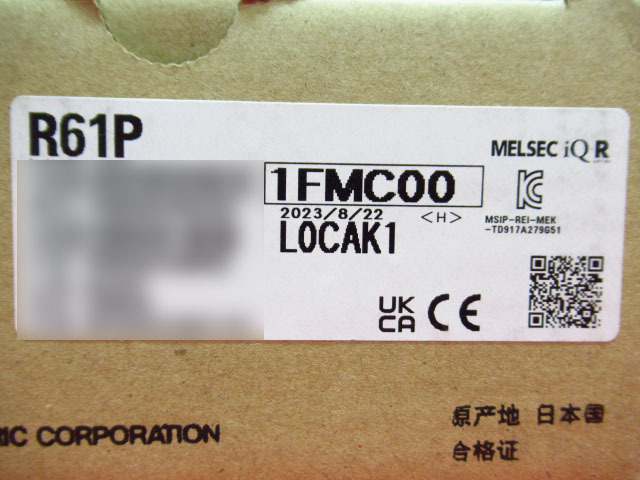 R61P
MELSEC iQ R
1FMC00
2023/8/22 <H>
L0CAK1
MSIP-REI-MEK
-TD917A279G51
UK
CA CE
RIC CORPORATION
原产地 日本国
合格证